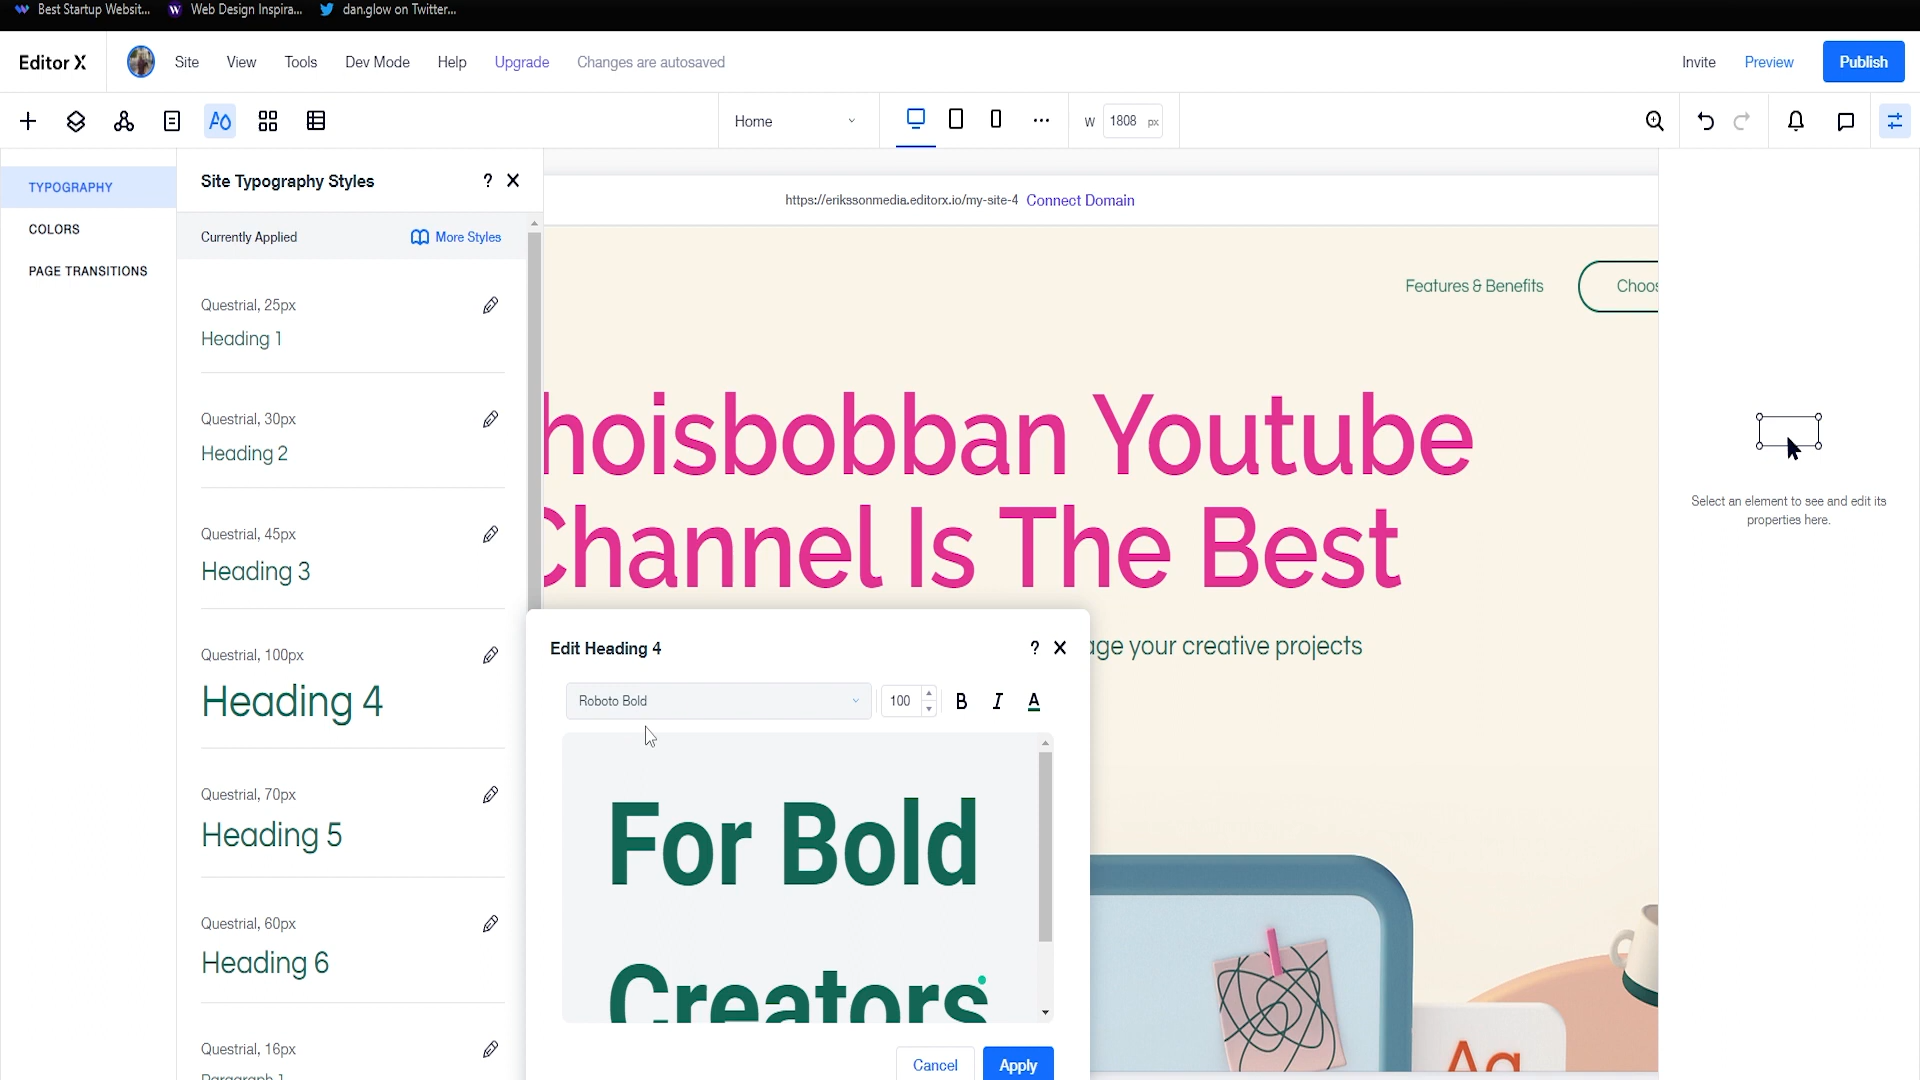 Best Startup Websit...
Web Design Inspira...
dan.glow on Twitter...
Editor X
Site
View
Tools
Dev Mode
Help
Upgrade
Changes are autosaved
Invite
Preview
Publish
Home
W
1808
px
TYPOGRAPHY
COLORS
PAGE TRANSITIONS
Site Typography Styles
?
Currently Applied
More Styles
Questrial, 25px
Heading 1
Questrial, 30px
Heading 2
Questrial, 45px
Heading 3
Questrial, 100px
Heading 4
Questrial, 70px
Heading 5
Questrial, 60px
Heading 6
Questrial, 16px
Paragraph 1
https://erikssonmedia.editorx.io/my-site-4 Connect Domain
Features & Benefits
Choos
hoisbobban Youtube
Channel Is The Best
age your creative projects
Edit Heading 4
?
Roboto Bold
100
B
I
A
For Bold
Creators
Cancel
Apply
Aa
Select an element to see and edit its
properties here.